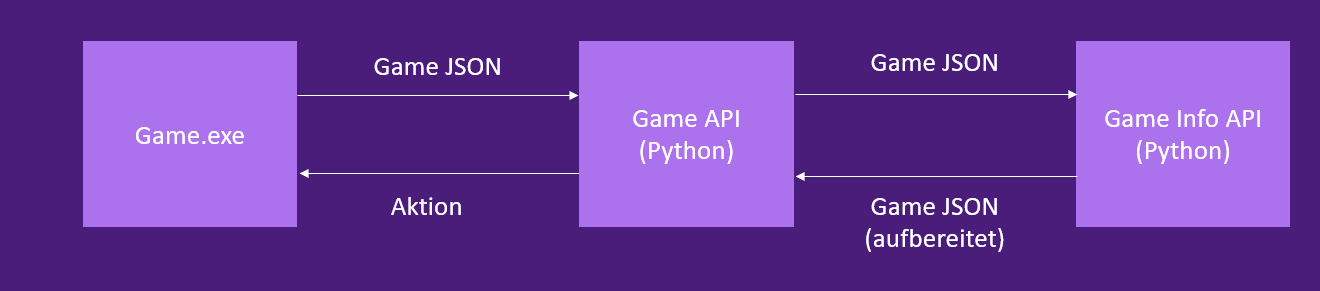 Game.exe
Game JSON
Aktion
Game API
(Python)
Game JSON
Game JSON
(aufbereitet)
Game Info API
(Python)